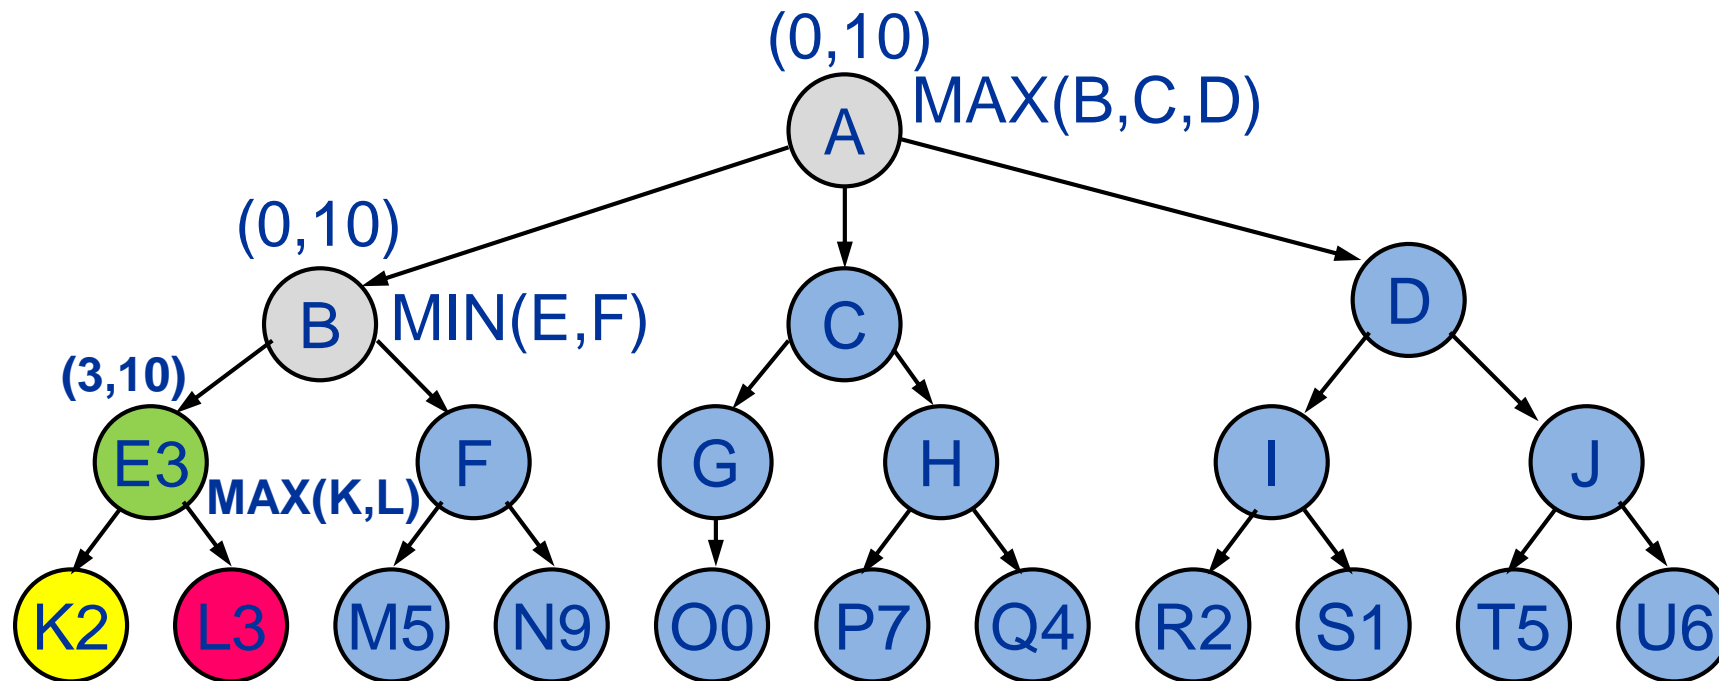 (0,10)
A MAX(B,C,D)
(0,10)
B MIN(E,F) C D
(3,10)
E3 F G H I J
MAX(K,L)
K2 L3 M5 N9 O0 P7 Q4 R2 S1 T5 U6